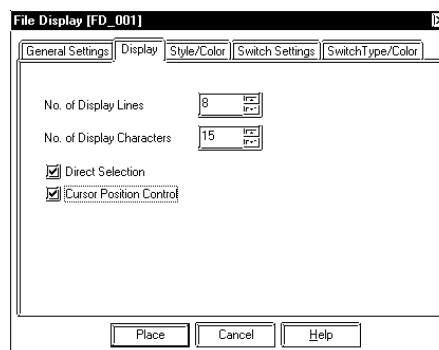 File Display [FD_001]
General Settings Display Style/Color Switch Settings SwitchType/Color
No. of Display Lines 8
No. of Display Characters 15
Direct Selection
Cursor Position Control
Place Cancel Help